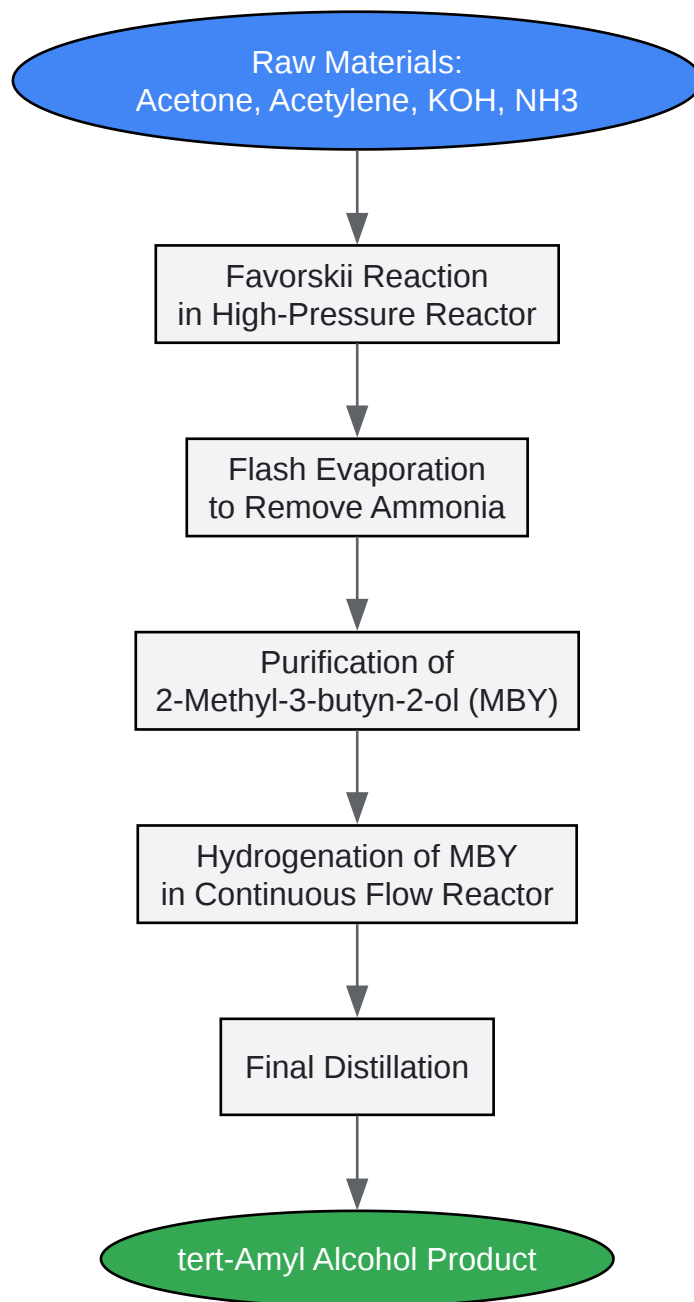 Raw Materials:
Acetone, Acetylene, KOH, NH3
Favorskii Reaction
in High-Pressure Reactor
Flash Evaporation
to Remove Ammonia
Purification of
2-Methyl-3-butyn-2-ol (MBY)
Hydrogenation of MBY
in Continuous Flow Reactor
Final Distillation
tert-Amyl Alcohol Product